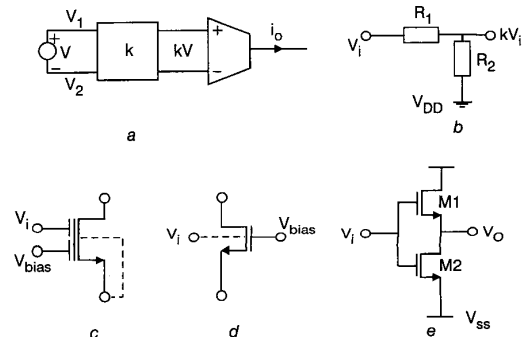 V1
+
V
−
V2
k
kV
+
−
io
a
Vi
R1
kVi
R2
VDD
b
Vi
Vbias
c
Vi
Vbias
d
Vi
M1
VO
M2
Vss
e